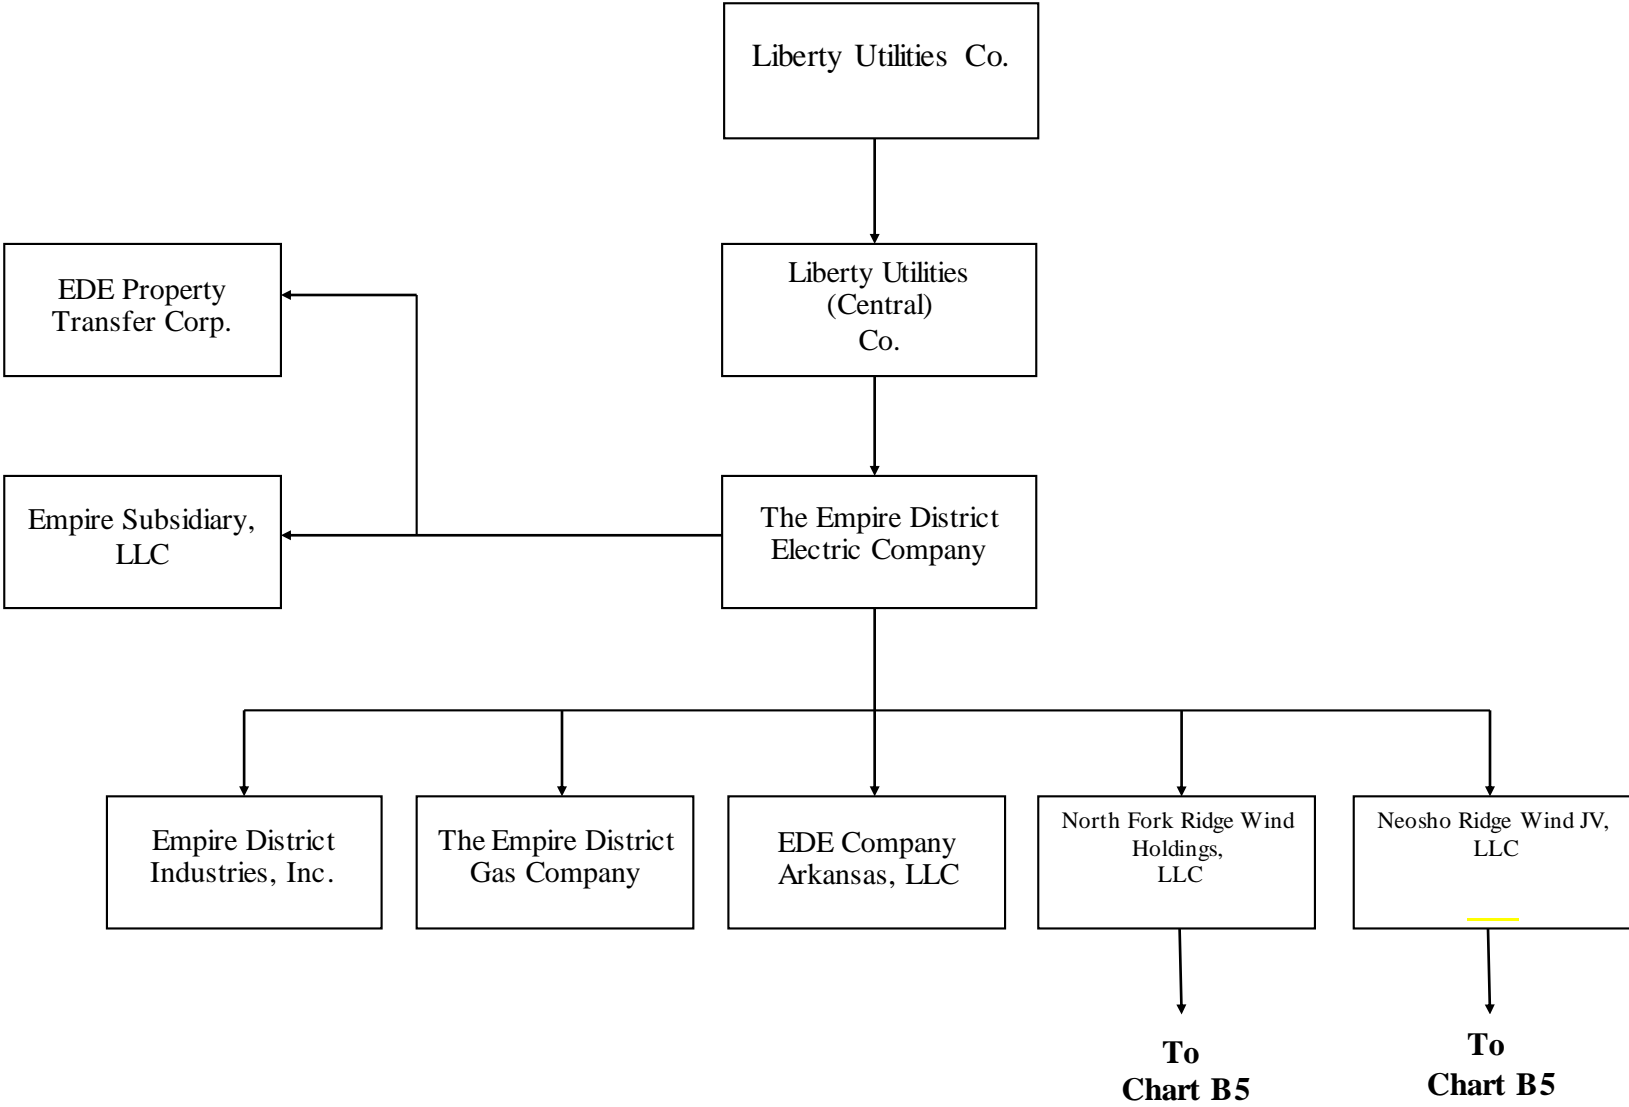 Liberty Utilities Co.
EDE Property
Transfer Corp.
Liberty Utilities
(Central)
Co.
Empire Subsidiary,
LLC
The Empire District
Electric Company
Empire District
Industries, Inc.
The Empire District
Gas Company
EDE Company
Arkansas, LLC
North Fork Ridge Wind
Holdings,
LLC
Neosho Ridge Wind JV,
LLC
To
Chart B5
To
Chart B5